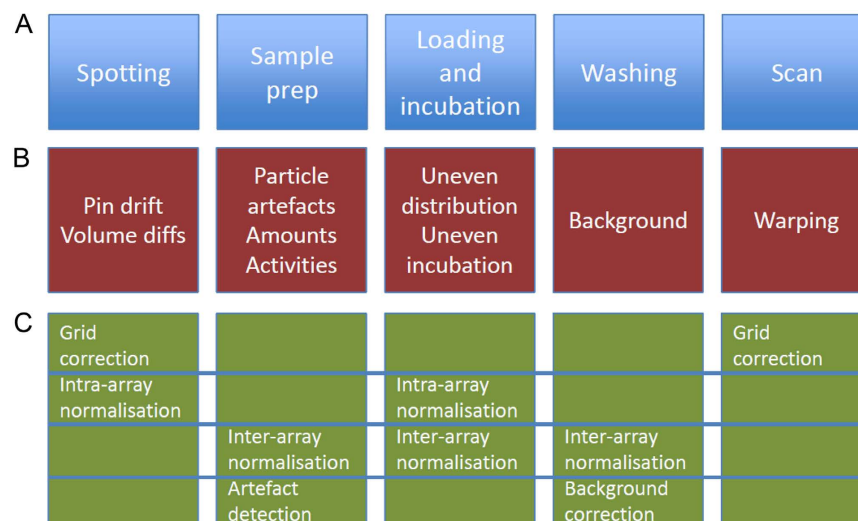 A
Spotting
Sample
prep
Loading
and
incubation
Washing
Scan
B
Pin drift
Volume diffs
Particle
artefacts
Amounts
Activities
Uneven
distribution
Uneven
incubation
Background
Warping
C
Grid
correction
Grid
correction
Intra-array
normalisation
Intra-array
normalisation
Inter-array
normalisation
Inter-array
normalisation
Inter-array
normalisation
Artefact
detection
Background
correction